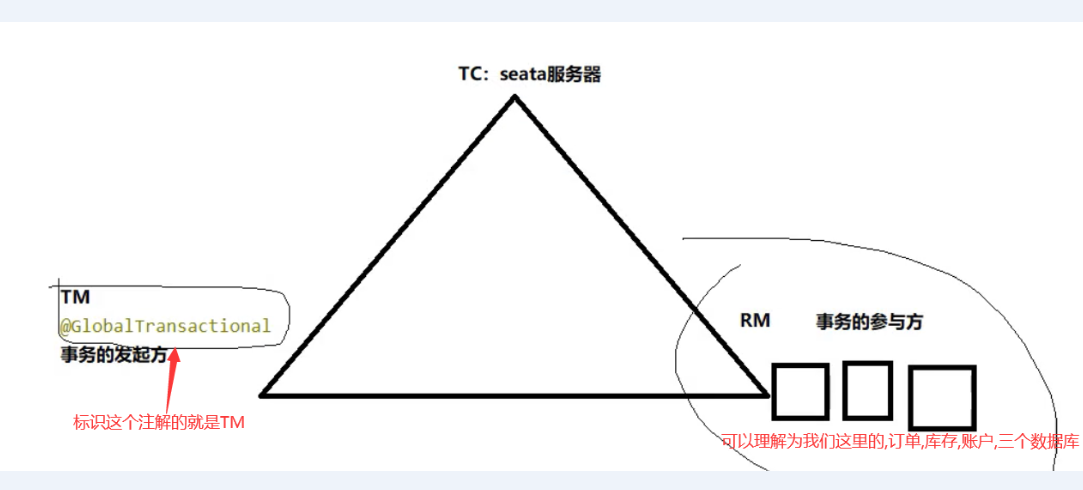 TC：seata服务器
TM
@GlobalTransactional
事务的发起方
标识这个注解的就是TM
RM 事务的参与方
可以理解为我们这里的,订单,库存,账户,三个数据库